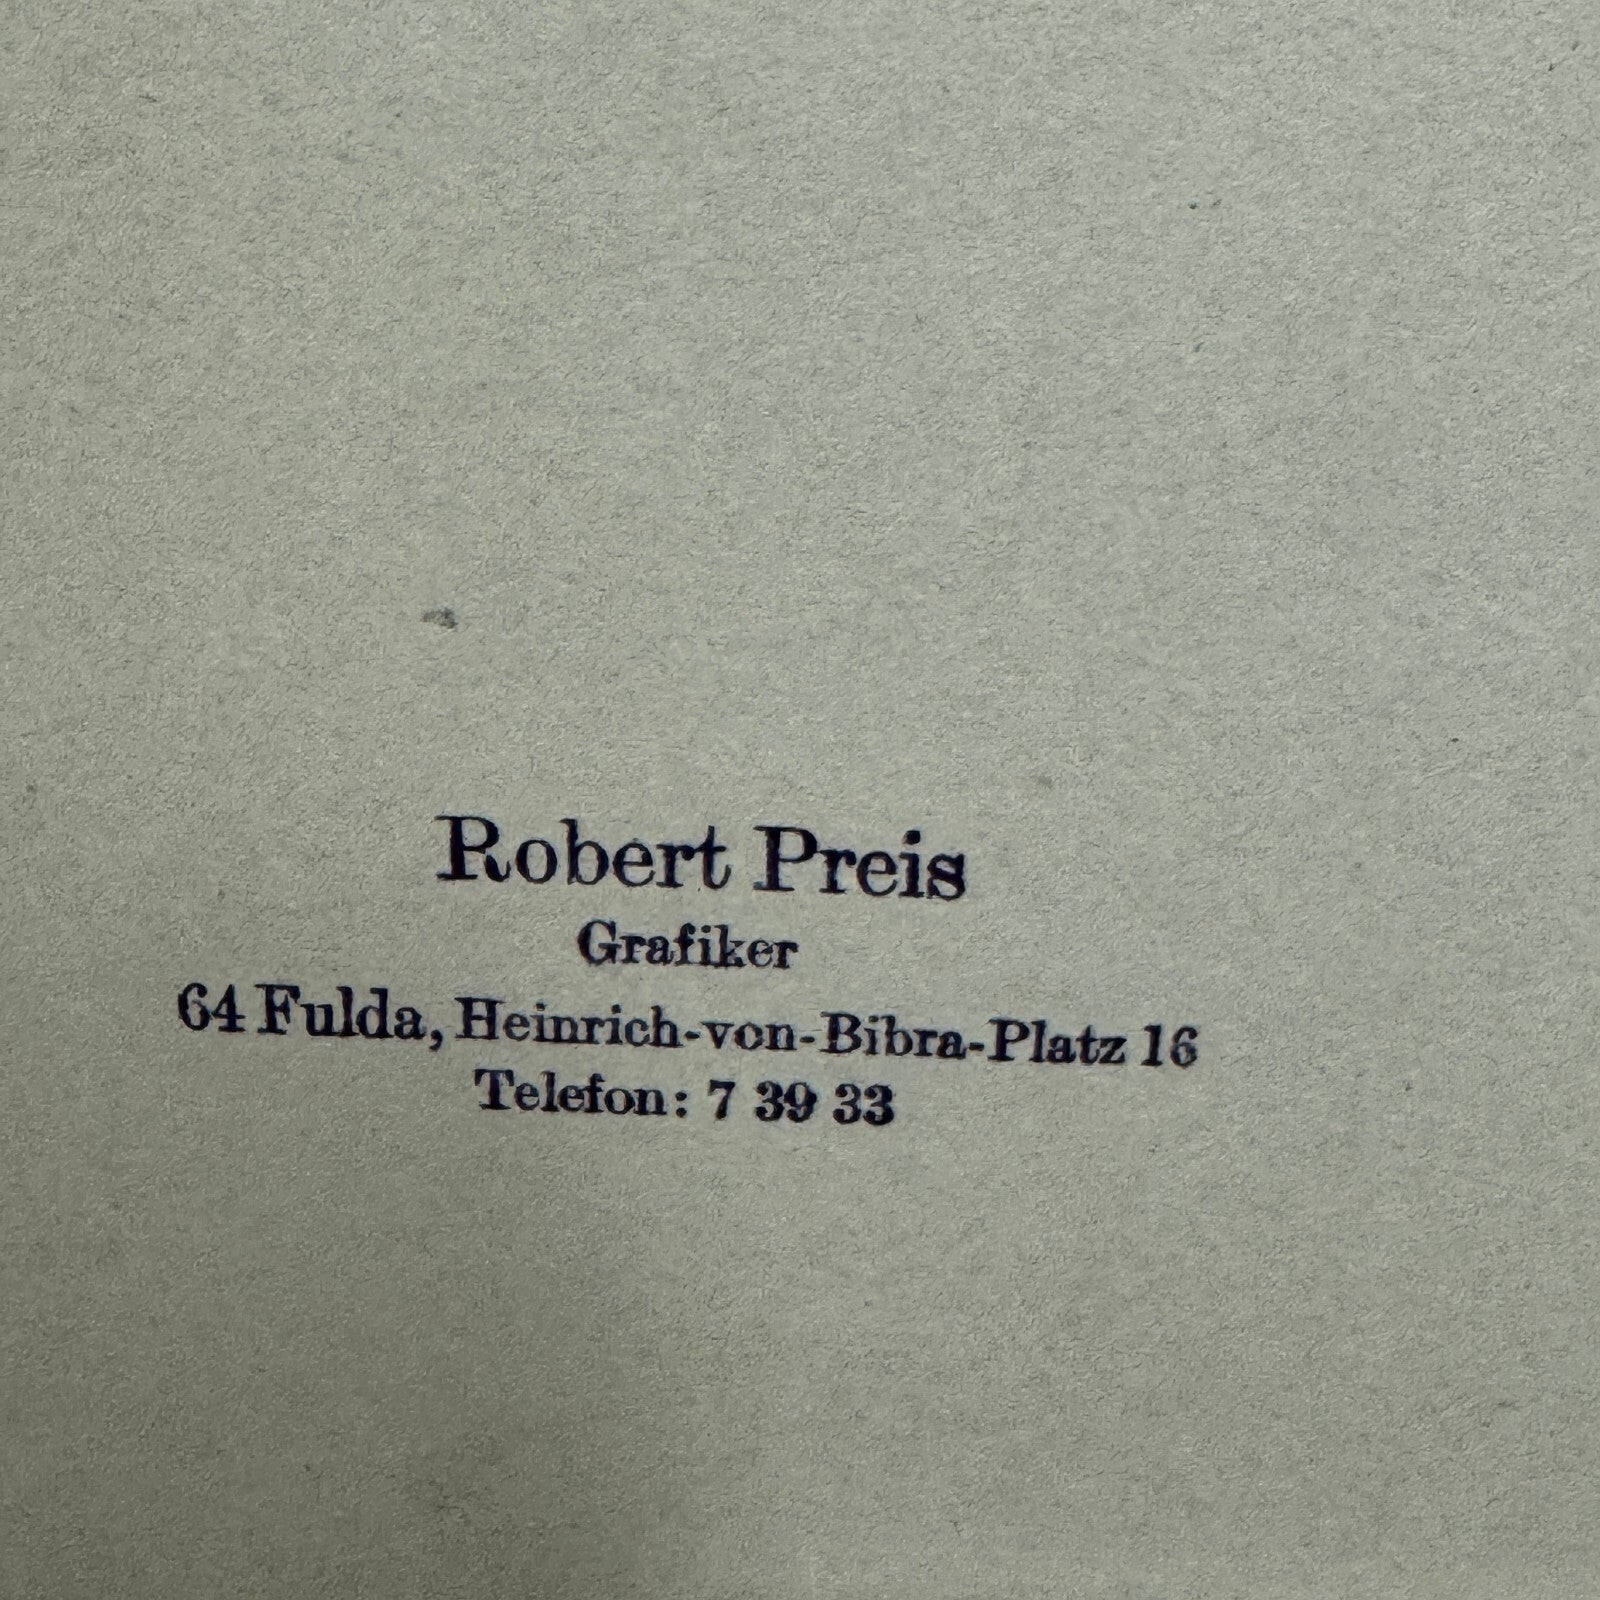 Robert Preis
Grafiker
64 Fulda, Heinrich-von-Bibra-Platz 16
Telefon: 7 39 33